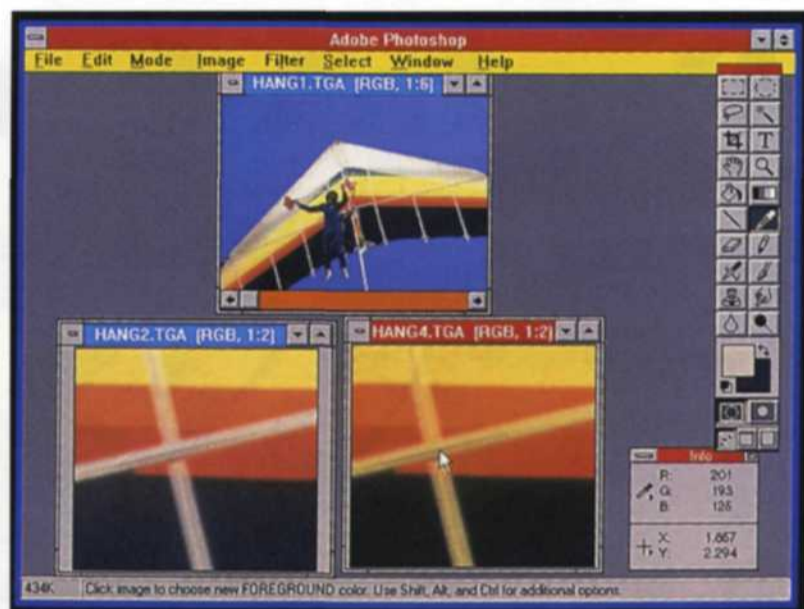 Adobe Photoshop
File Edit Mode Image Filter Select Window Help
HANG1.TGA (RGB, 1:6)
T
HANG2.TGA (RGB, 1:2)
HANG4.TGA (RGB, 1:2)
Info
R: 201
G: 193
B: 125
X: 1.667
Y: 2.294
434K Click image to choose new FOREGROUND color. Use Shift, Alt, and Ctrl for additional options.